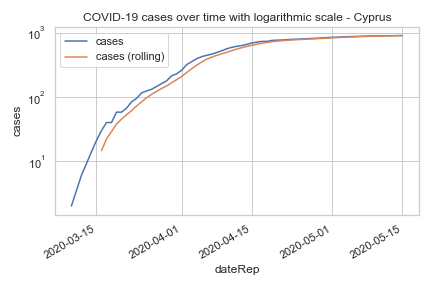 COVID-19 cases over time with logarithmic scale - Cyprus
cases
cases (rolling)
10³
10²
10¹
cases
2020-03-15
2020-04-01
2020-04-15
2020-05-01
2020-05-15
dateRep